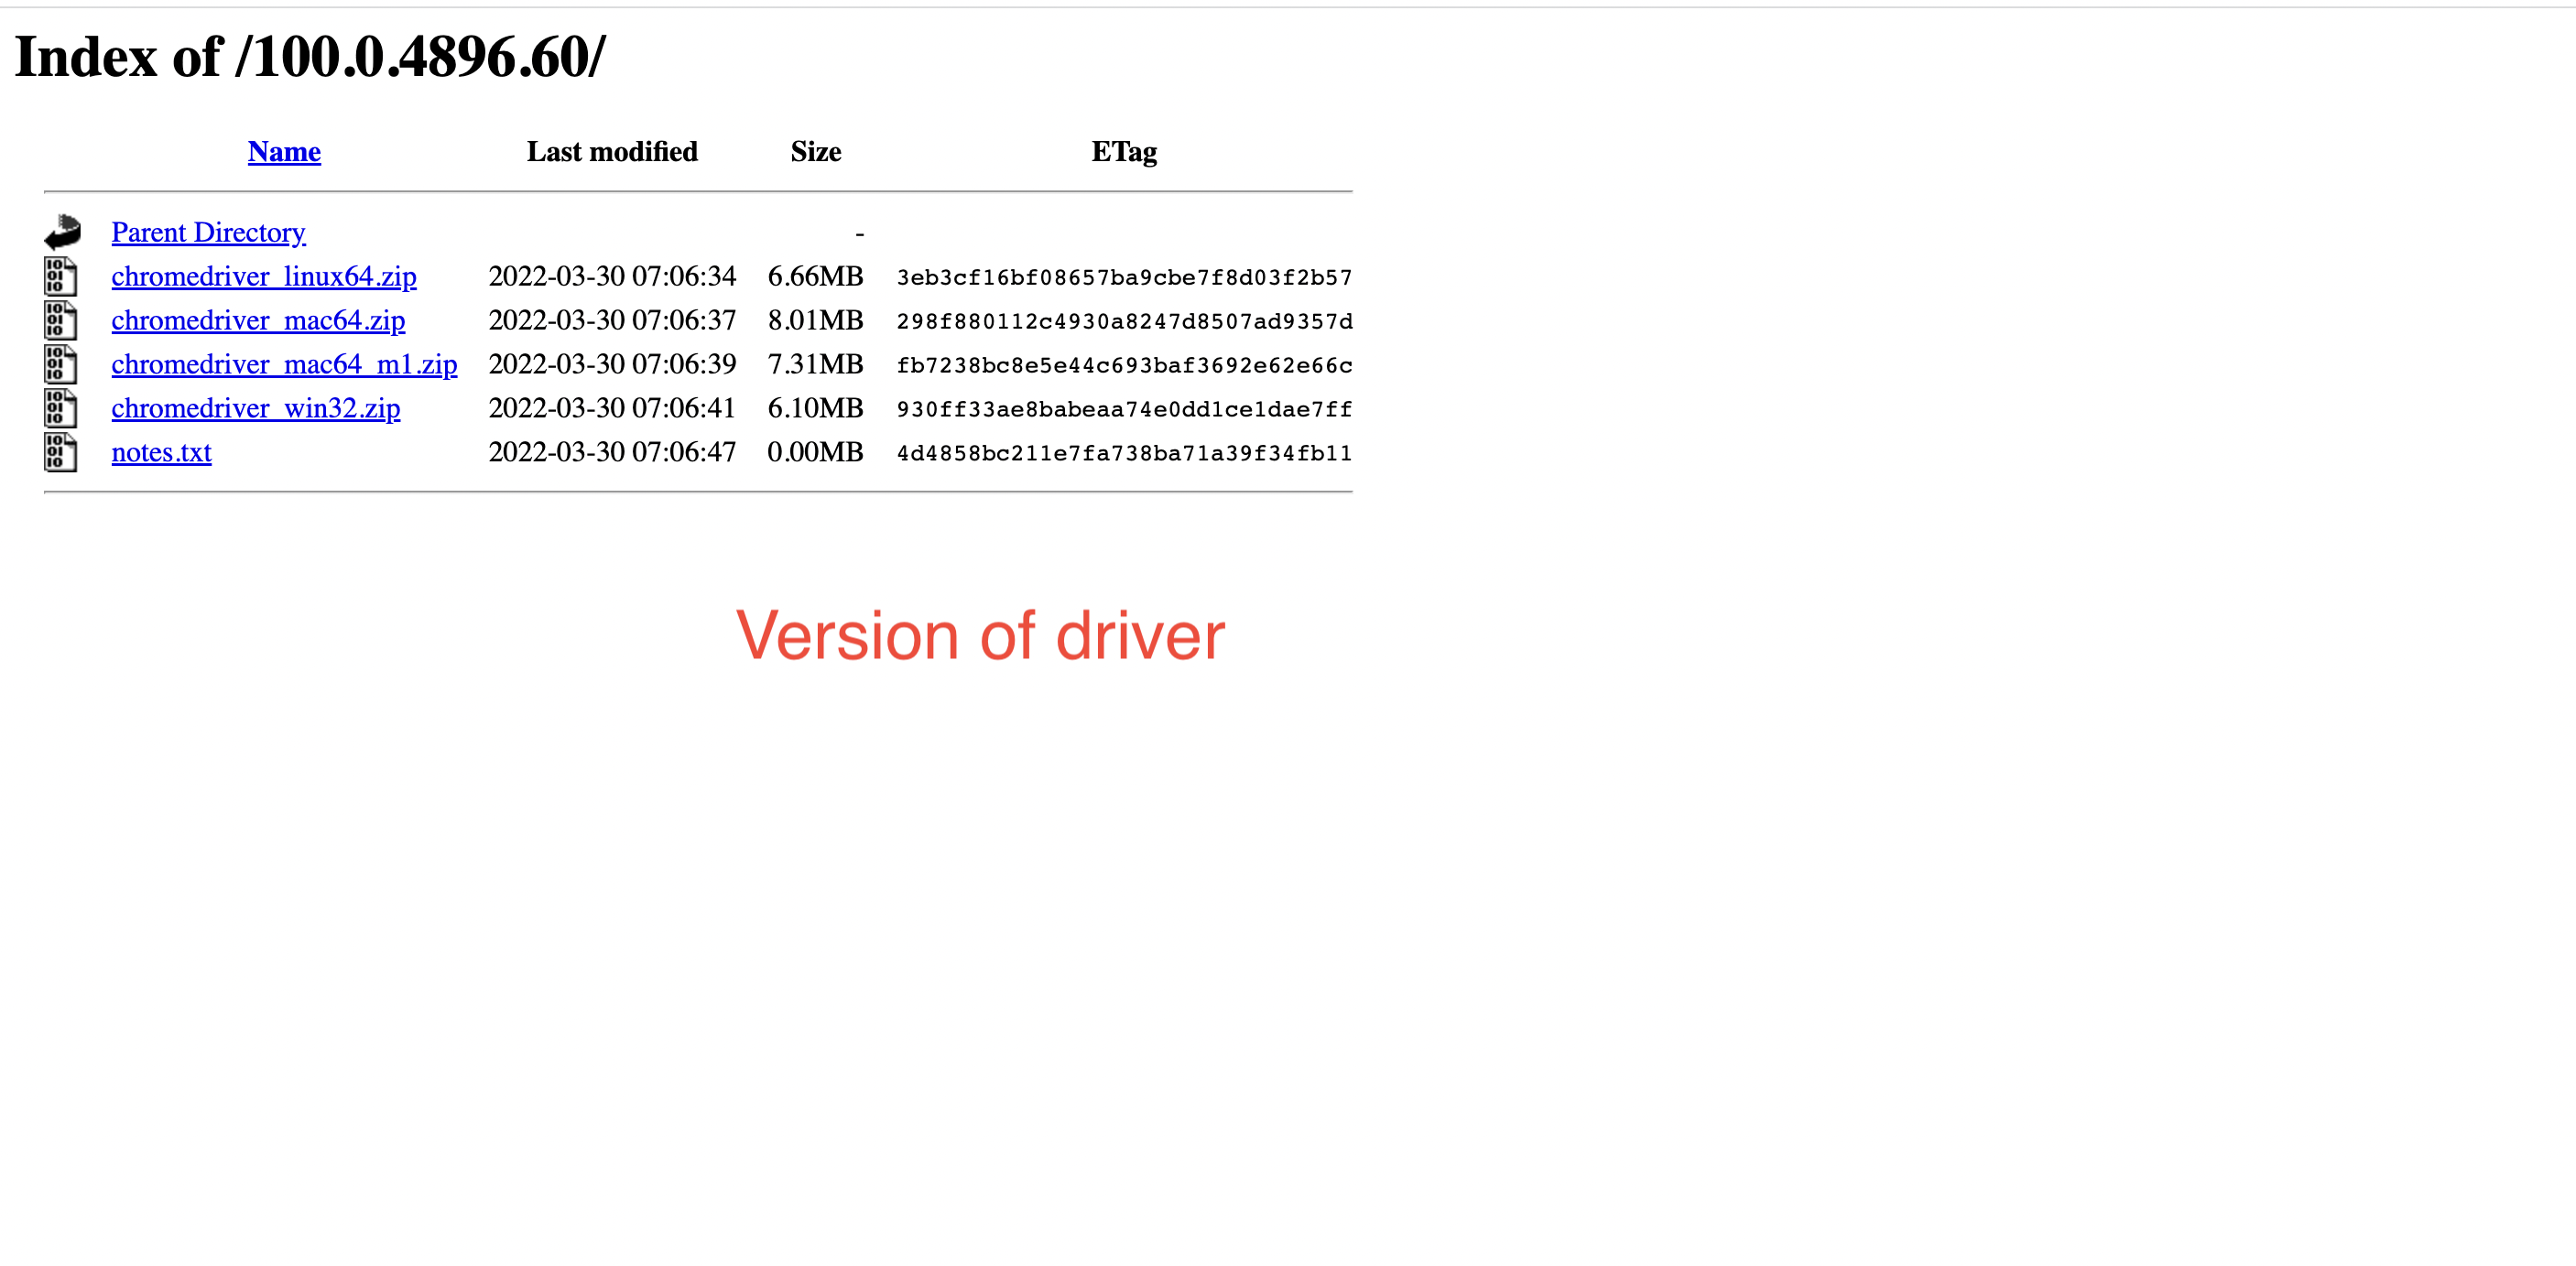 Index of /100.0.4896.60/
Name Last modified Size ETag
Parent Directory -
chromedriver_linux64.zip 2022-03-30 07:06:34 6.66MB 3eb3cf16bf08657ba9cbe7f8d03f2b57
chromedriver_mac64.zip 2022-03-30 07:06:37 8.01MB 298f880112c4930a8247d8507ad9357d
chromedriver_mac64_m1.zip 2022-03-30 07:06:39 7.31MB fb7238bc8e5e44c693baf3692e62e66c
chromedriver_win32.zip 2022-03-30 07:06:41 6.10MB 930ff33ae8babeaa74e0dd1ce1dae7ff
notes.txt 2022-03-30 07:06:47 0.00MB 4d4858bc211e7fa738ba71a39f34fb11
Version of driver